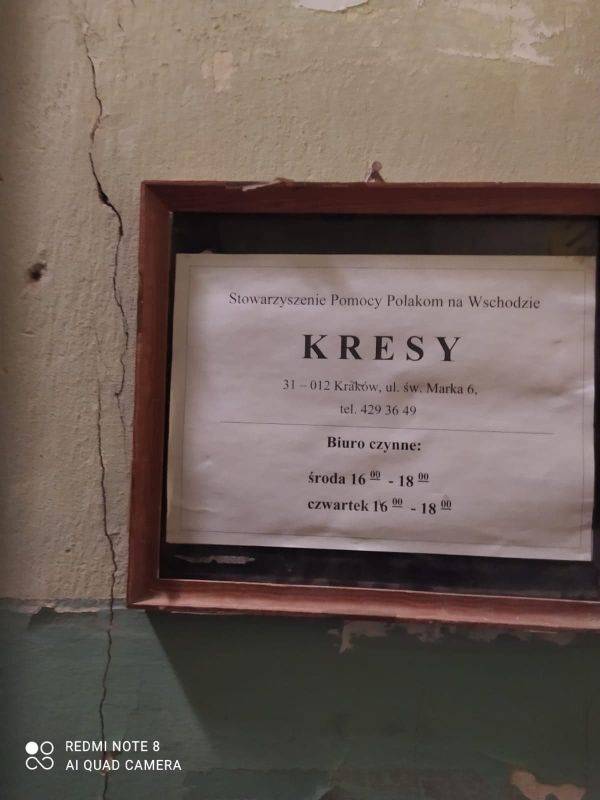 Stowarzyszenie Pomocy Polakom na Wschodzie
KRESY
31 – 012 Kraków, ul. św. Marka 6,
tel. 429 36 49
Biuro czynne:
środa 16 00 - 18 00
czwartek 16 00 - 18 00
REDMI NOTE 8
AI QUAD CAMERA